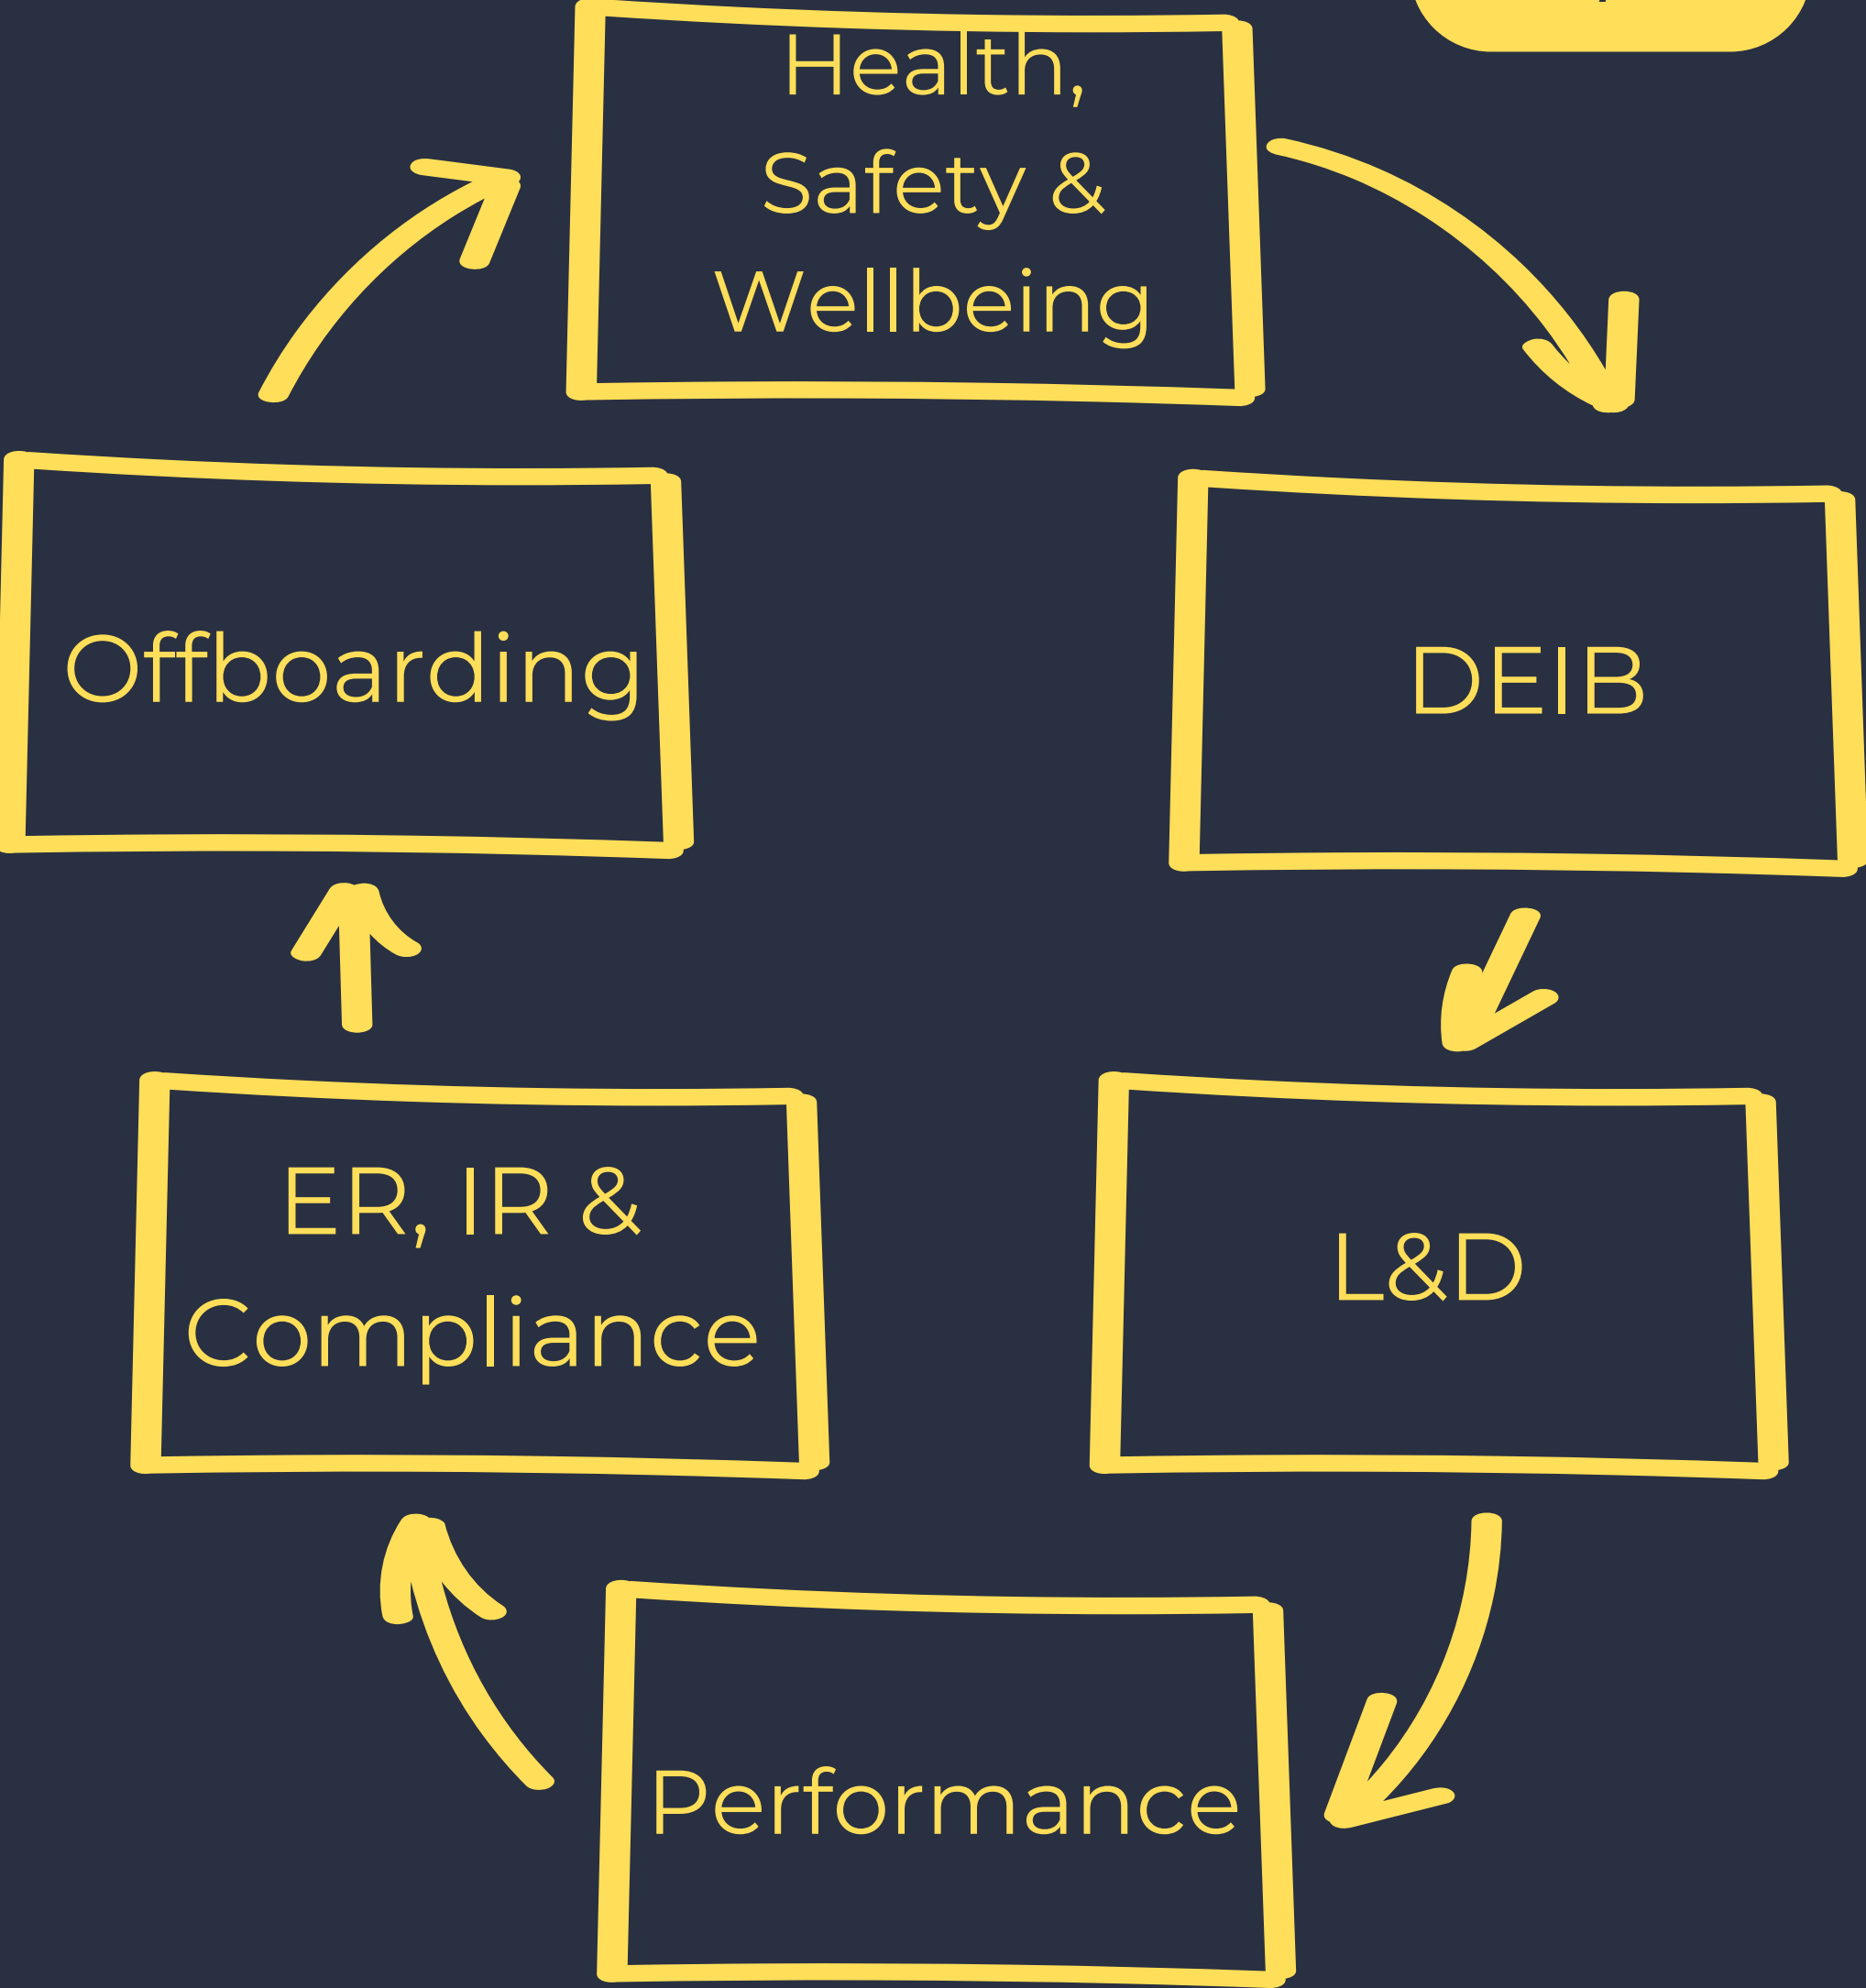 Health,
Safety &
Wellbeing
Offboarding
DEIB
ER, IR &
Compliance
L&D
Performance